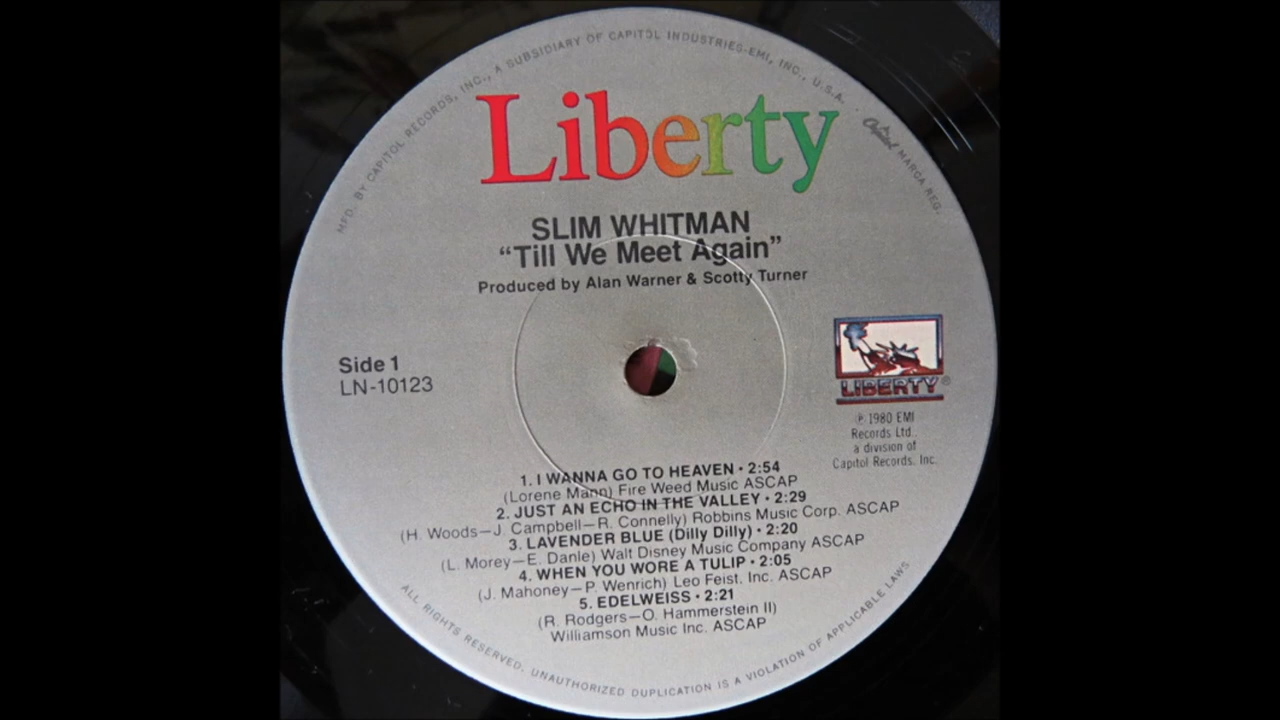 MFD. BY CAPITOL RECORDS, INC., A SUBSIDIARY OF CAPITOL INDUSTRIES-EMI, INC., U.S.A.
Capitol MARCA REG.
Liberty
SLIM WHITMAN
“Till We Meet Again”
Produced by Alan Warner & Scotty Turner
Side 1
LN-10123
LIBERTY®
℗ 1980 EMI
Records Ltd.,
a division of
Capitol Records, Inc.
1. I WANNA GO TO HEAVEN • 2:54
(Lorene Mann) Fire Weed Music ASCAP
2. JUST AN ECHO IN THE VALLEY • 2:29
(H. Woods—J. Campbell—R. Connelly) Robbins Music Corp. ASCAP
3. LAVENDER BLUE (Dilly Dilly) • 2:20
(L. Morey—E. Danle) Walt Disney Music Company ASCAP
4. WHEN YOU WORE A TULIP • 2:05
(J. Mahoney—P. Wenrich) Leo Feist, Inc. ASCAP
5. EDELWEISS • 2:21
(R. Rodgers—O. Hammerstein II)
Williamson Music Inc. ASCAP
ALL RIGHTS RESERVED. UNAUTHORIZED DUPLICATION IS A VIOLATION OF APPLICABLE LAWS